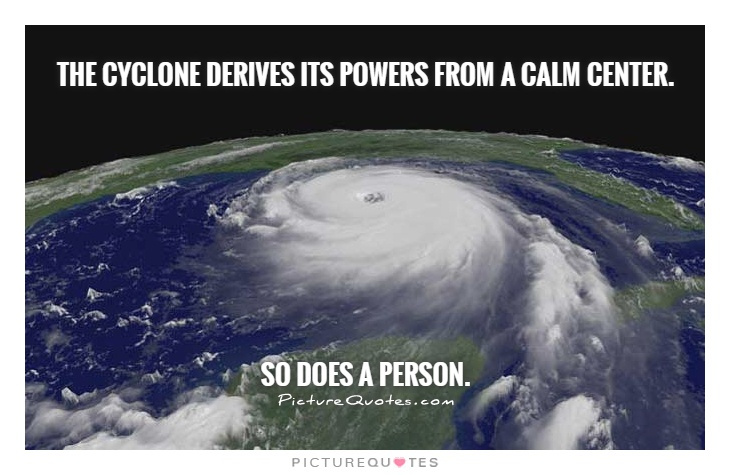 THE CYCLONE DERIVES ITS POWERS FROM A CALM CENTER.
SO DOES A PERSON.
PictureQuotes.com
PICTUREQUOTES